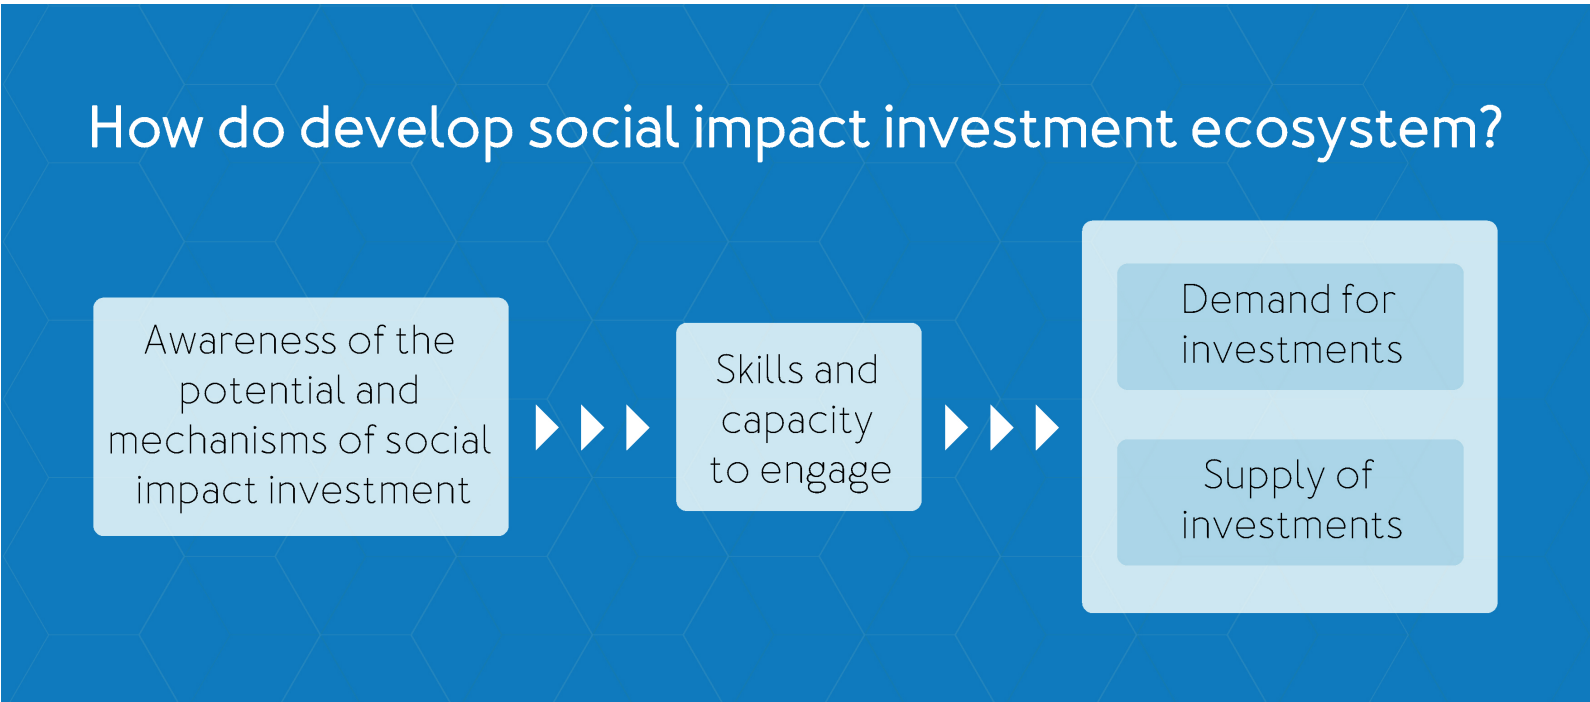 How do develop social impact investment ecosystem?
Awareness of the
potential and
mechanisms of social
impact investment
Skills and
capacity
to engage
Demand for
investments
Supply of
investments